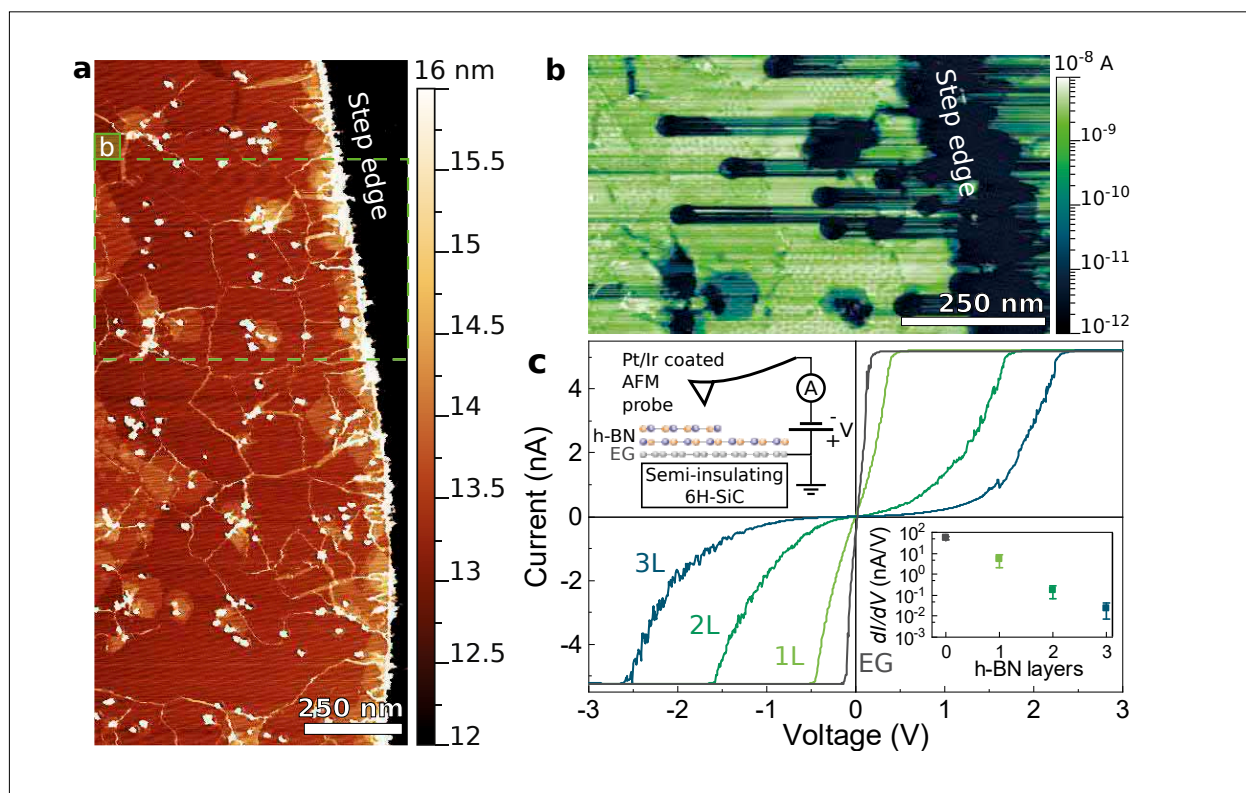 a
16 nm
15.5
15
14.5
14
13.5
13
12.5
12
b
Step edge
250 nm
b
10⁻⁸ A
10⁻⁹
10⁻¹⁰
10⁻¹¹
10⁻¹²
Step edge
250 nm
c
Pt/Ir coated
AFM
probe
A
-
V
+
h-BN
EG
Semi-insulating
6H-SiC
Current (nA)
4
2
0
-2
-4
-3
-2
-1
0
1
2
3
Voltage (V)
3L
2L
1L
EG
dI/dV (nA/V)
10²
10¹
10⁰
10⁻¹
10⁻²
10⁻³
0
1
2
3
h-BN layers